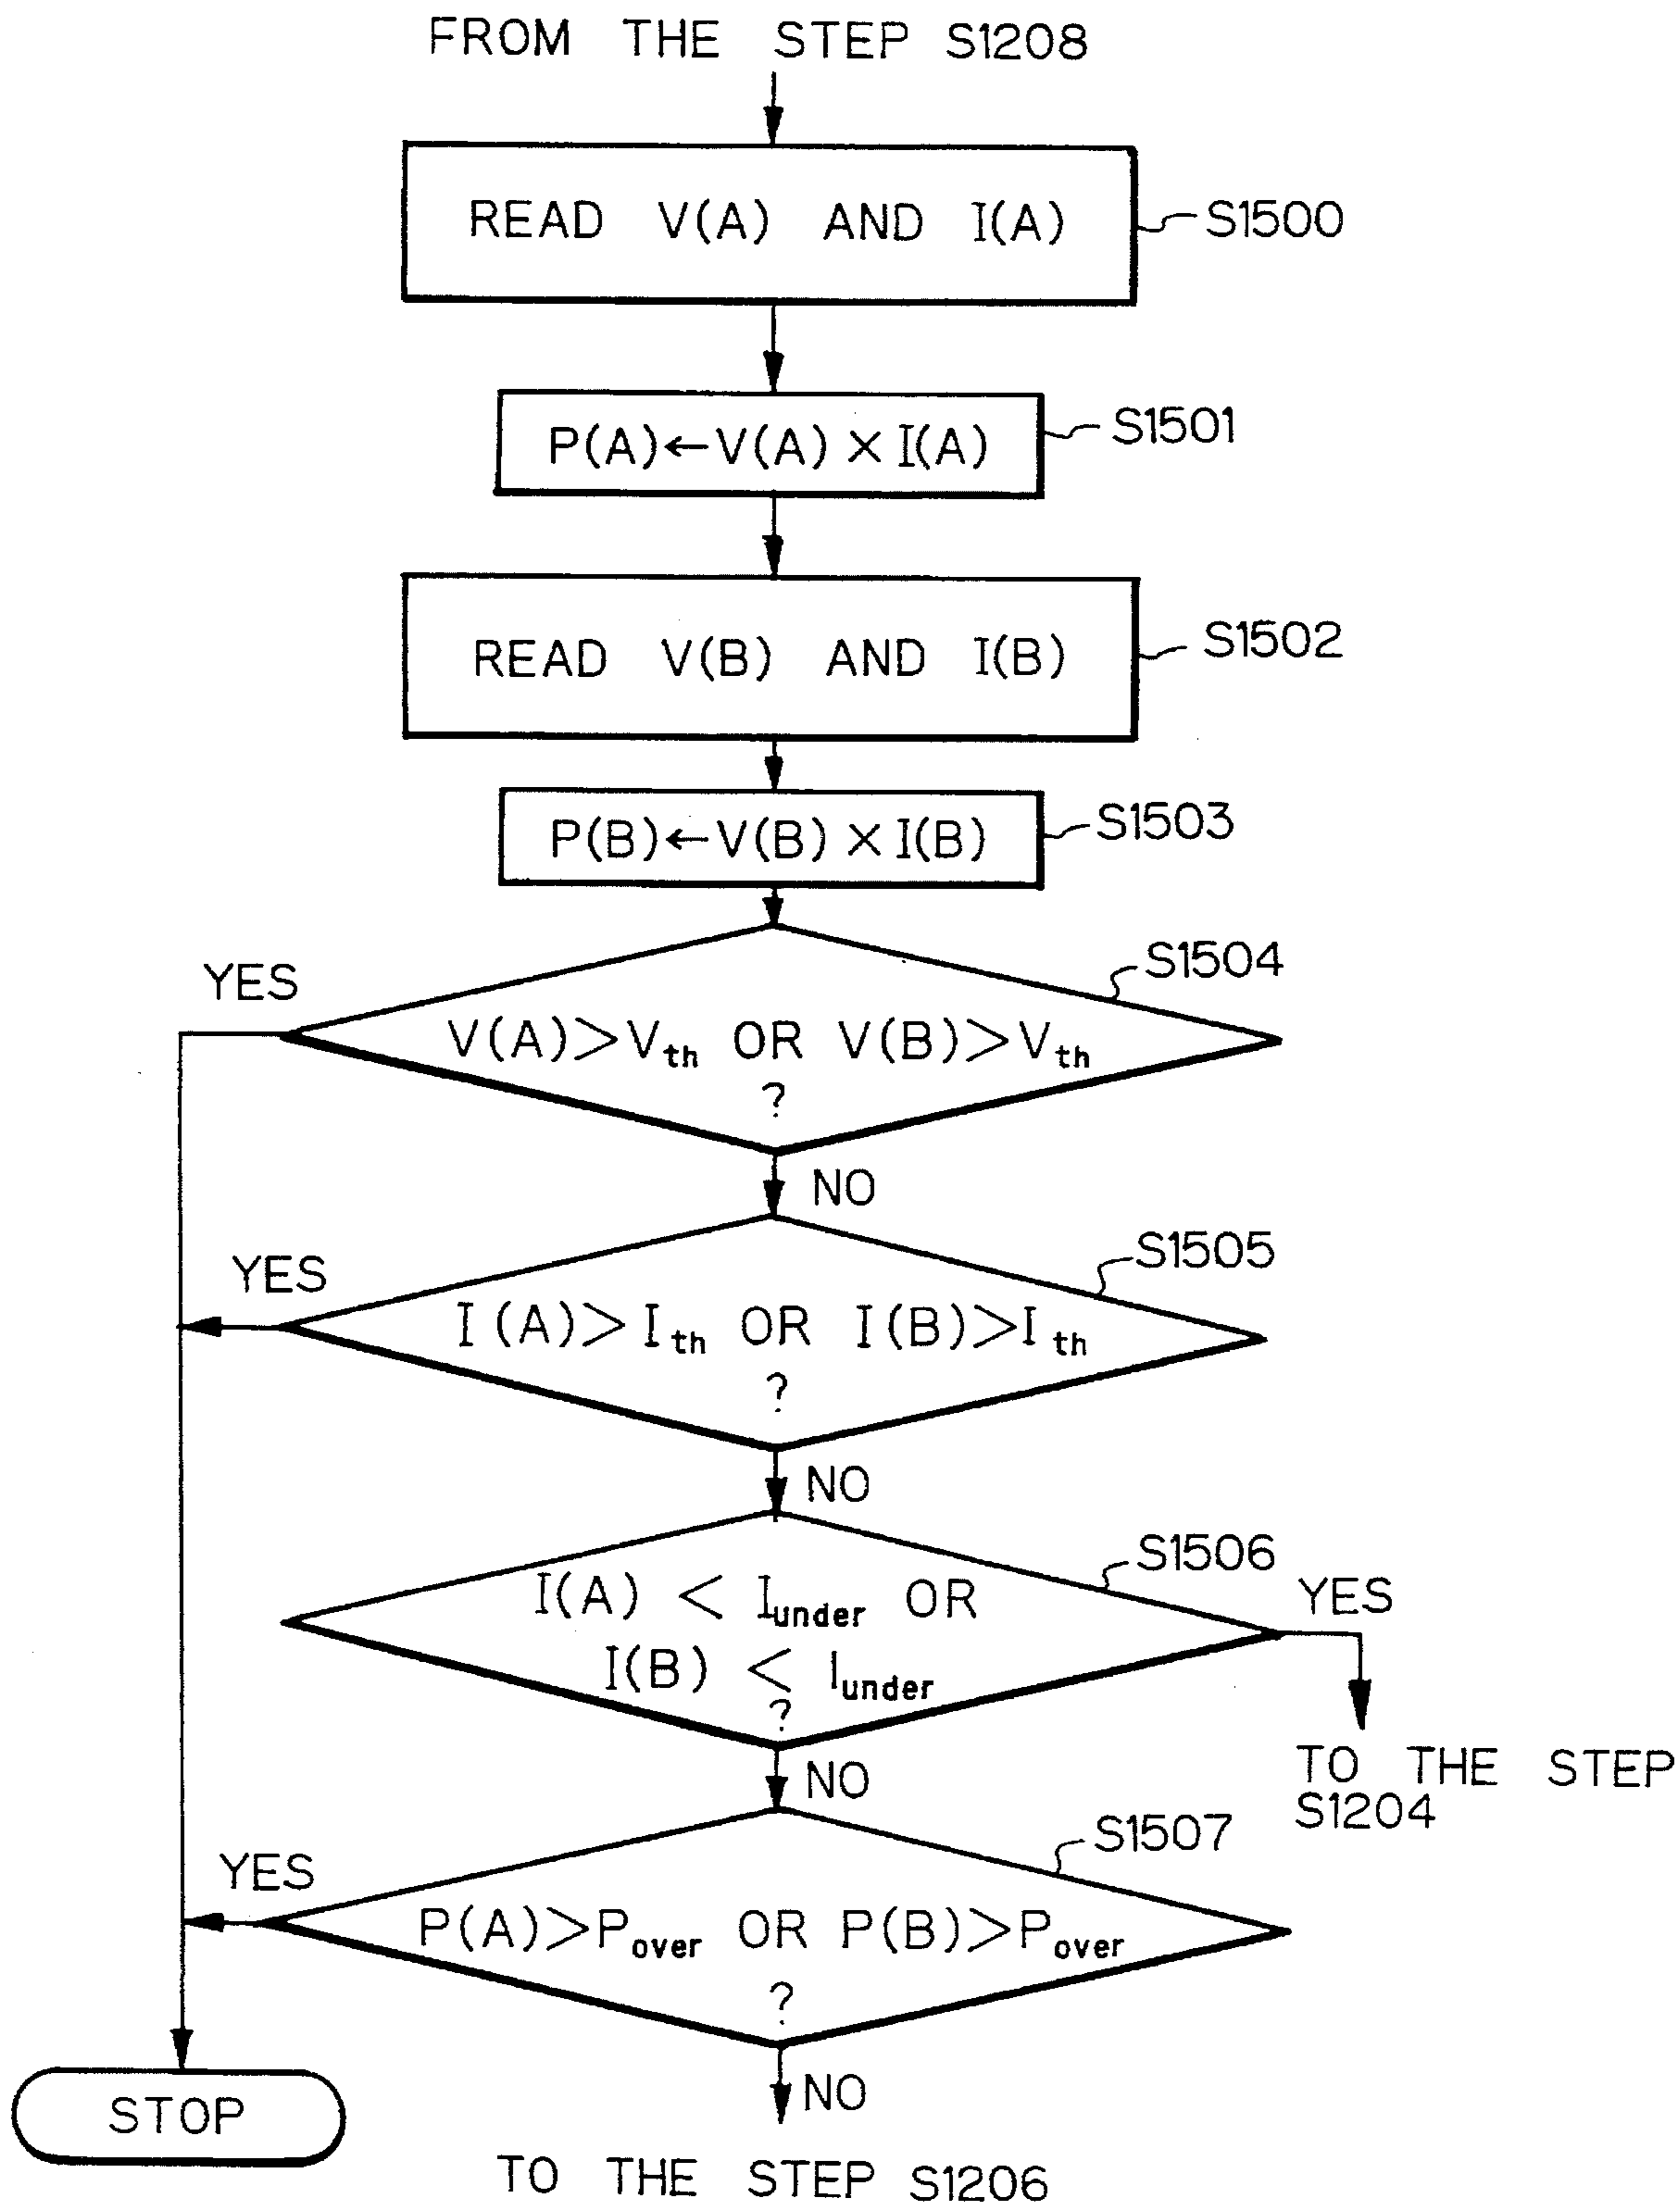 FROM THE STEP S1208
READ V(A) AND I(A)
S1500
P(A)←V(A)×I(A)
S1501
READ V(B) AND I(B)
S1502
P(B)←V(B)×I(B)
S1503
S1504
YES
V(A)>Vth OR V(B)>Vth
?
NO
S1505
YES
I(A)>Ith OR I(B)>Ith
?
NO
S1506
YES
I(A) < Iunder OR
I(B) < Iunder
?
TO THE STEP
S1204
NO
S1507
YES
P(A)>Pover OR P(B)>Pover
?
NO
STOP
TO THE STEP S1206